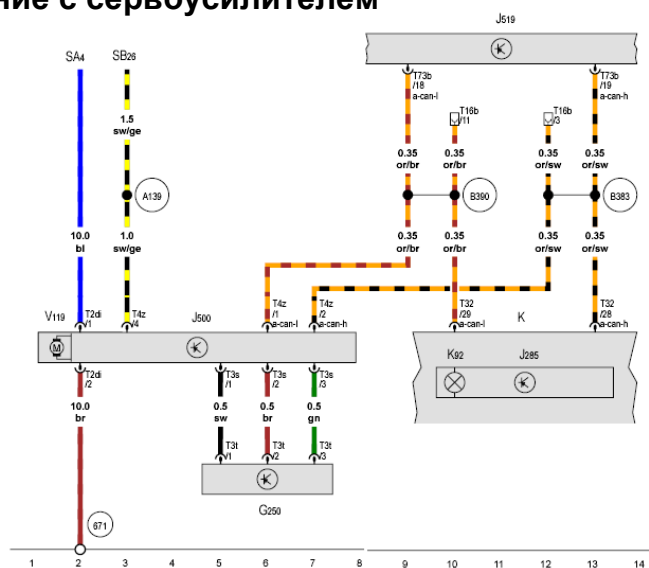 ние с сервоусилителем
J519
SA4 SB26
T73b
/18
a-can-l
T16b
/11
T16b
/3
T73b
/19
a-can-h
1.5
sw/ge
0.35
or/br
0.35
or/br
0.35
or/sw
0.35
or/sw
A139
B390
B383
10.0
bl
1.0
sw/ge
0.35
or/br
0.35
or/br
0.35
or/sw
0.35
or/sw
V119
T2di
/1
T4z
/4
J500
T4z
/1
a-can-l
T4z
/2
a-can-h
T32
/29
a-can-l
K
T32
/28
a-can-h
M
K92
J285
T2di
/2
T3s
/1
T3s
/2
T3s
/3
10.0
br
0.5
sw
0.5
br
0.5
gn
T3t
/1
T3t
/2
T3t
/3
G250
671
1 2 3 4 5 6 7 8 9 10 11 12 13 14